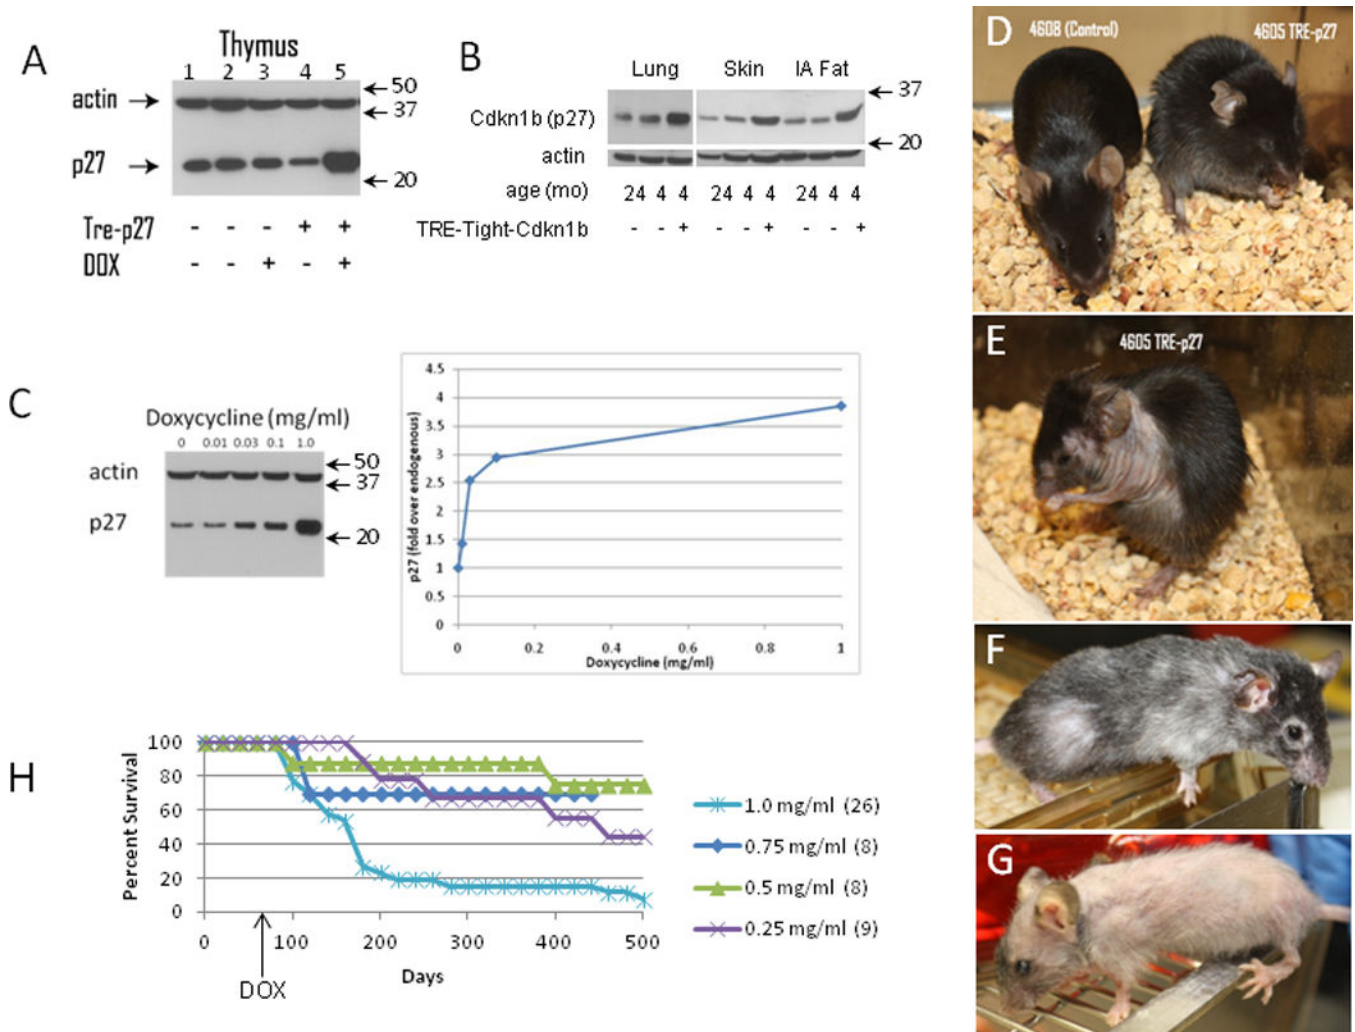 A
Thymus
1 2 3 4 5
actin
50
37
p27
20
Tre-p27 - - - + +
DOX - - + - +
B
Lung Skin IA Fat
37
Cdkn1b (p27)
20
actin
age (mo) 24 4 4 24 4 4 24 4 4
TRE-Tight-Cdkn1b - - + - - + - - +
C
Doxycycline (mg/ml)
0 0.01 0.03 0.1 1.0
actin
50
37
p27
20
p27 (fold over endogenous)
4.5
4
3.5
3
2.5
2
1.5
1
0.5
0
0 0.2 0.4 0.6 0.8 1
Doxycycline (mg/ml)
D
4608 (Control) 4605 TRE-p27
E
4605 TRE-p27
F
G
H
Percent Survival
100
80
60
40
20
0
0 100 200 300 400 500
Days
DOX
1.0 mg/ml (26)
0.75 mg/ml (8)
0.5 mg/ml (8)
0.25 mg/ml (9)